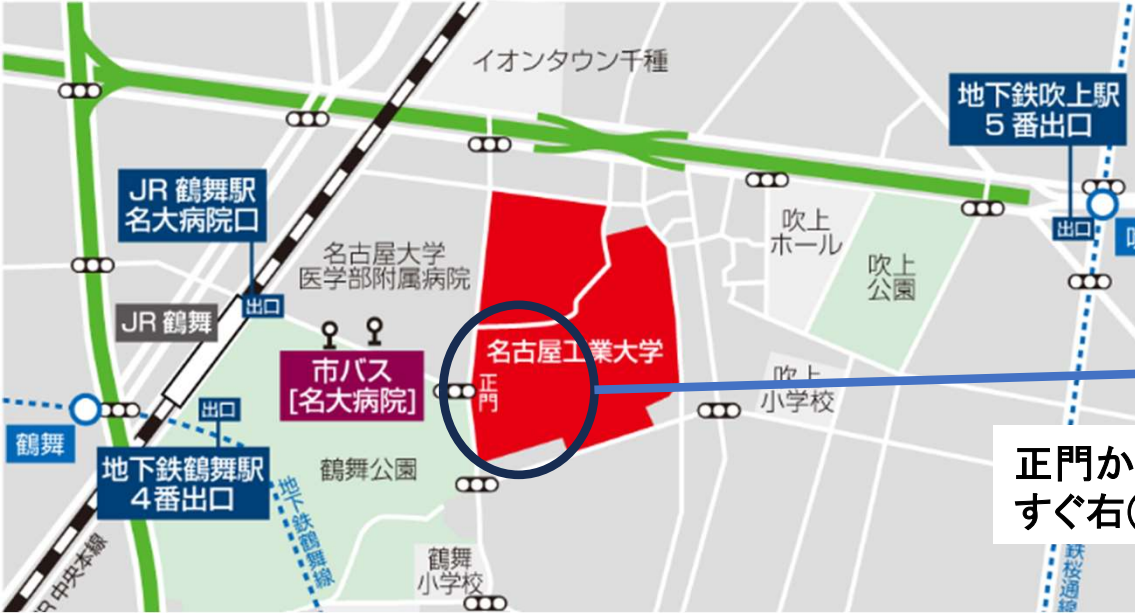 イオンタウン千種
地下鉄吹上駅
5番出口
JR 鶴舞駅
名大病院口
吹上
ホール
出口
名古屋大学
医学部附属病院
吹上
公園
出口
JR 鶴舞
名古屋工業大学
市バス
[名大病院]
正門
吹上
小学校
出口
鶴舞
地下鉄鶴舞駅
4番出口
鶴舞公園
正門か
すぐ右(
地下鉄鶴舞線
JR 中央本線
鶴舞
小学校
鉄桜通線